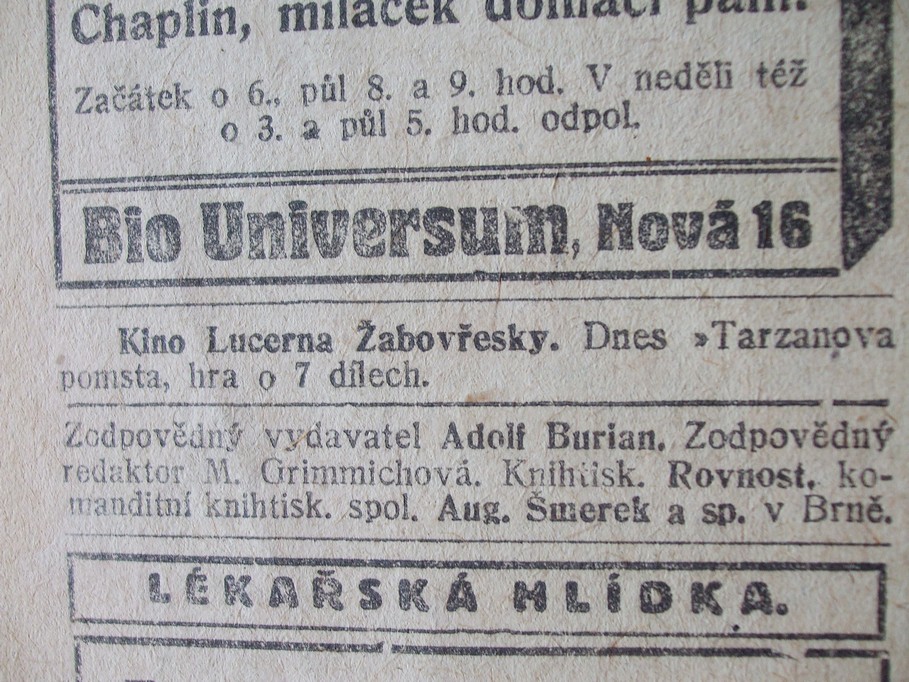 Chaplin, miláček domácí paní.
Začátek o 6., půl 8. a 9. hod. V neděli též
o 3. a půl 5. hod. odpol.
Bio Universum, Nová 16
Kino Lucerna Žabovřesky. Dnes »Tarzanova
pomsta, hra o 7 dílech.
Zodpovědný vydavatel Adolf Burian. Zodpovědný
redaktor M. Grimmichová. Knihtisk. Rovnost, ko-
manditní knihtisk. spol. Aug. Šmerek a sp. v Brně.
LÉKAŘSKÁ HLÍDKA.